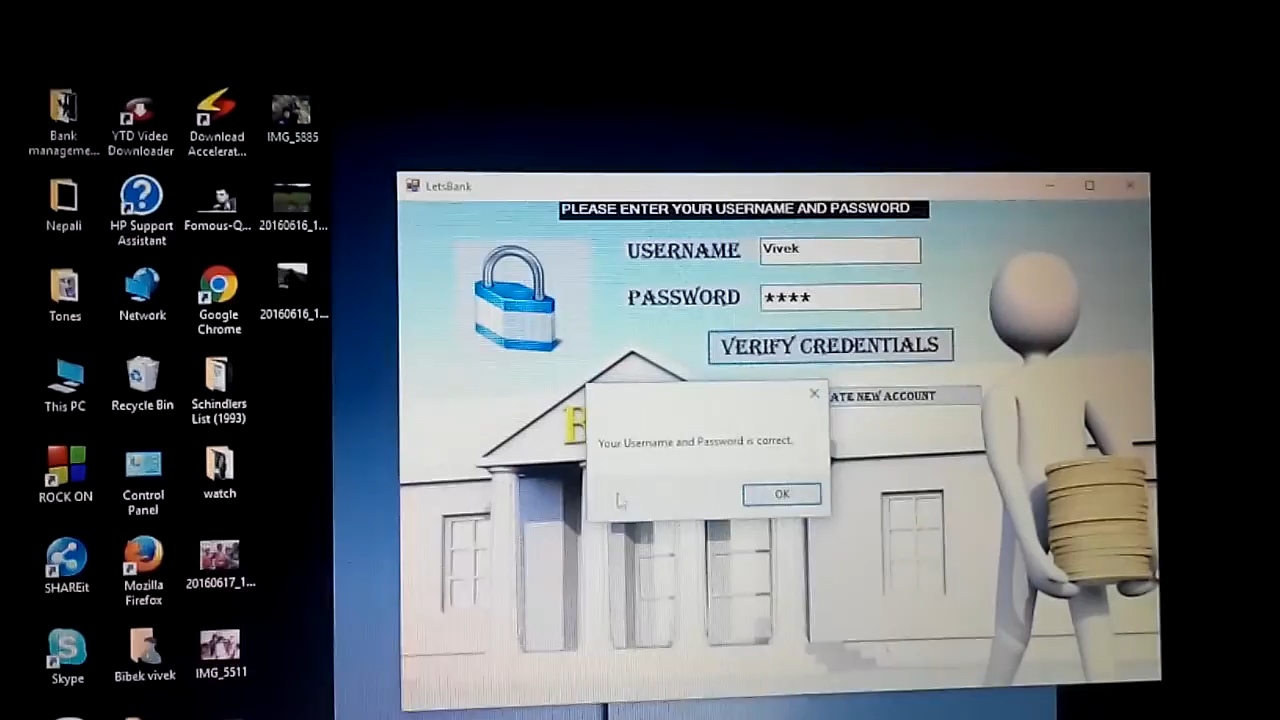 Bank
manageme...
YTD Video
Downloader
Download
Accelerat...
IMG_5885
Nepali
HP Support
Assistant
Fomous-Q...
20160616_1...
Tones
Network
Google
Chrome
20160616_1...
This PC
Recycle Bin
Schindlers
List (1993)
ROCK ON
Control
Panel
watch
SHAREit
Mozilla
Firefox
20160617_1...
Skype
Bibek vivek
IMG_5511
LetsBank
PLEASE ENTER YOUR USERNAME AND PASSWORD
USERNAME
Vivek
PASSWORD
****
VERIFY CREDENTIALS
ATE NEW ACCOUNT
Your Username and Password is correct.
OK